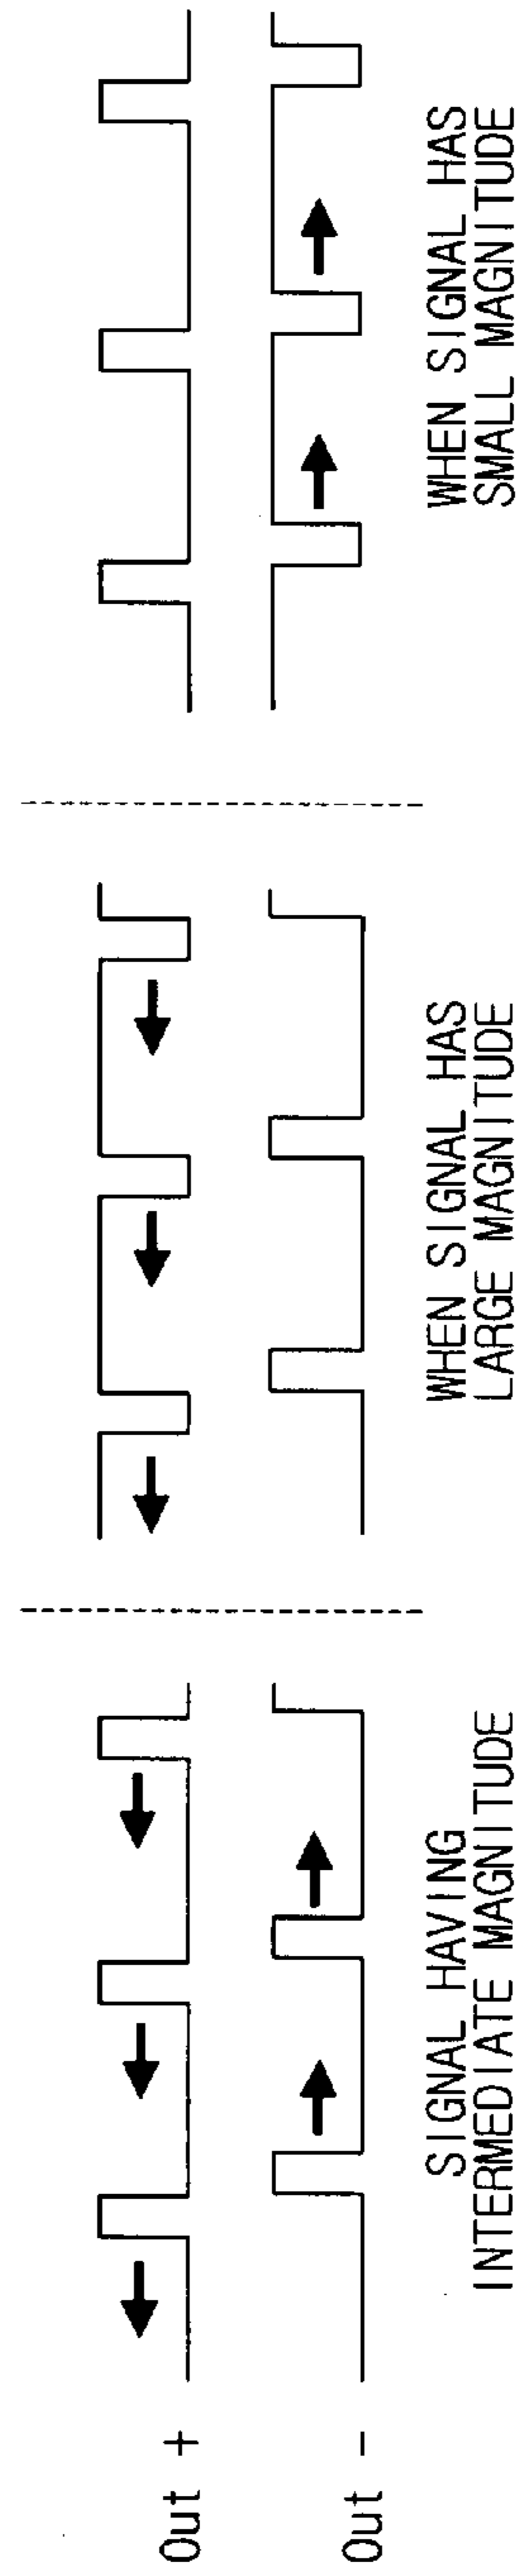 Out +
Out -
SIGNAL HAVING
INTERMEDIATE MAGNITUDE
WHEN SIGNAL HAS
LARGE MAGNITUDE
WHEN SIGNAL HAS
SMALL MAGNITUDE